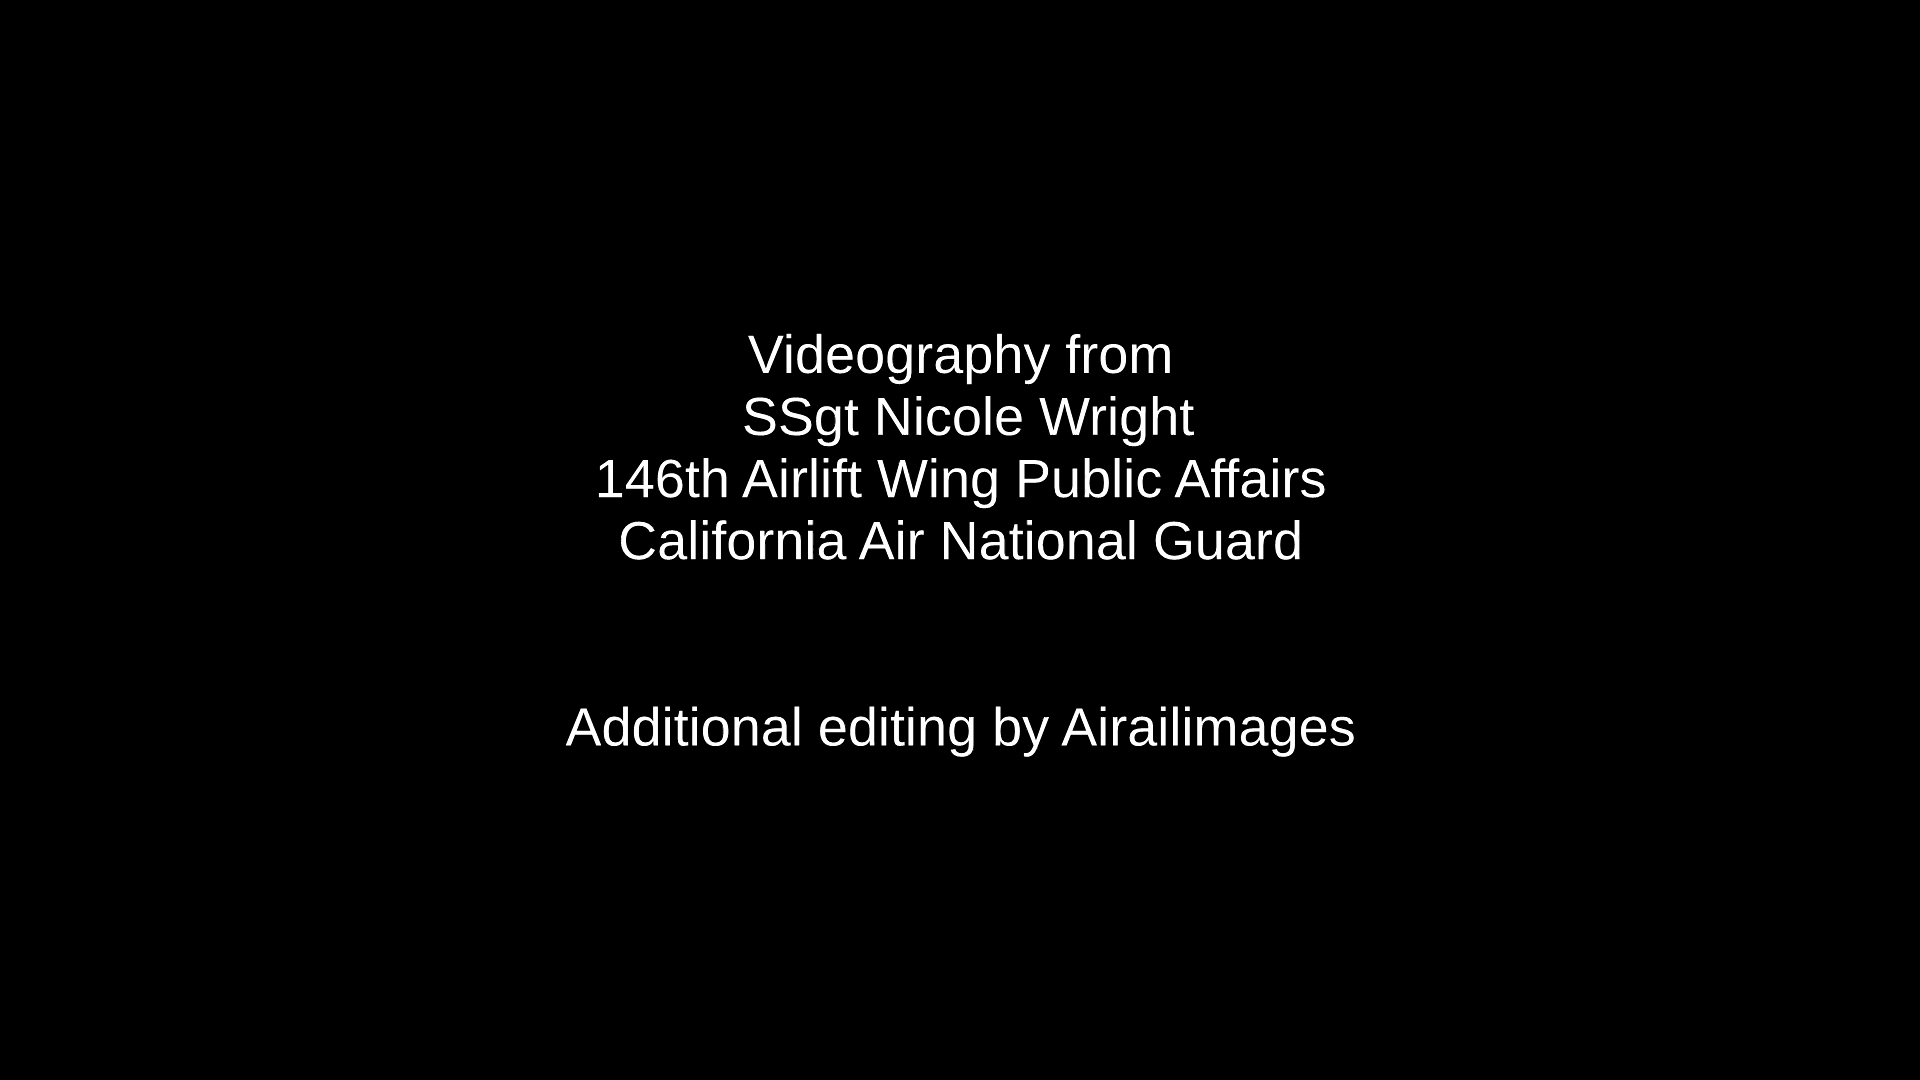 Videography from
SSgt Nicole Wright
146th Airlift Wing Public Affairs
California Air National Guard
Additional editing by Airailimages